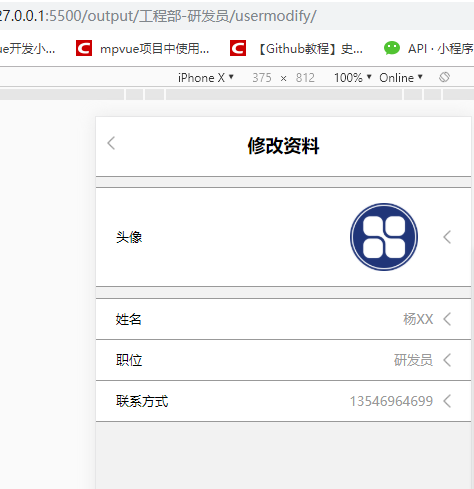 27.0.0.1:5500/output/工程部-研发员/usermodify/
ue开发小... mpvue项目中使用... 【Github教程】史... API · 小程序
iPhone X ▼ 375 × 812 100% ▼ Online ▼
修改资料
头像
姓名 杨XX
职位 研发员
联系方式 13546964699